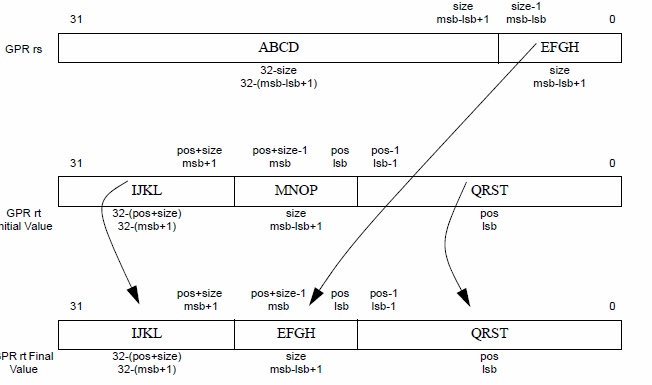 31 size size-1 0
msb-lsb+1 msb-lsb
GPR rs ABCD EFGH
32-size size
32-(msb-lsb+1) msb-lsb+1
31 pos+size pos+size-1 pos pos-1 0
msb+1 msb lsb lsb-1
IJKL MNOP QRST
GPR rt 32-(pos+size) size pos
nitial Value 32-(msb+1) msb-lsb+1 lsb
31 pos+size pos+size-1 pos pos-1 0
msb+1 msb lsb lsb-1
IJKL EFGH QRST
GPR rt Final 32-(pos+size) size pos
Value 32-(msb+1) msb-lsb+1 lsb